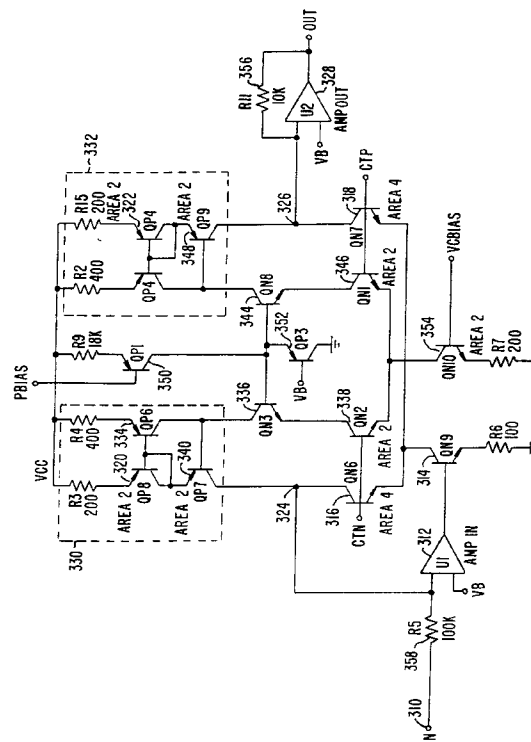 356
R11
10K
OUT
U2
328
AMPOUT
VB
326
332
R15
200
AREA 2
322
QP4
AREA 2
QP9
348
R2
400
QP4
CTP
318
QN7
AREA 4
346
QN1
AREA 2
QN8
344
R9
18K
QP1
350
PBIAS
352
QP3
VB
VCBIAS
354
QN10
AREA 2
R7
200
VCC
R4
400
334
QP6
336
QN3
338
QN2
AREA 2
330
R3
200
320
AREA 2
QP8
AREA 2
QP7
340
324
QN6
316
CTN
AREA 4
QN9
314
R6
100
312
U1
AMP IN
VB
R5
358
100K
310
N